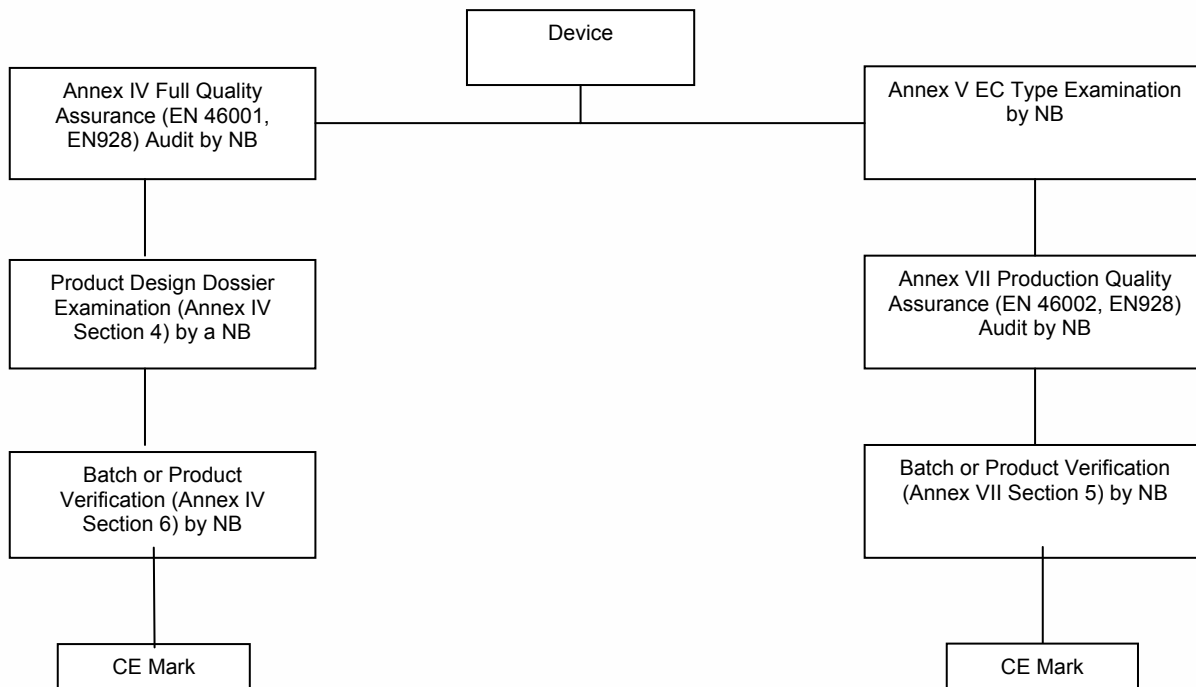 Device
Annex IV Full Quality
Assurance (EN 46001,
EN928) Audit by NB
Annex V EC Type Examination
by NB
Product Design Dossier
Examination (Annex IV
Section 4) by a NB
Annex VII Production Quality
Assurance (EN 46002, EN928)
Audit by NB
Batch or Product
Verification (Annex IV
Section 6) by NB
Batch or Product Verification
(Annex VII Section 5) by NB
CE Mark
CE Mark